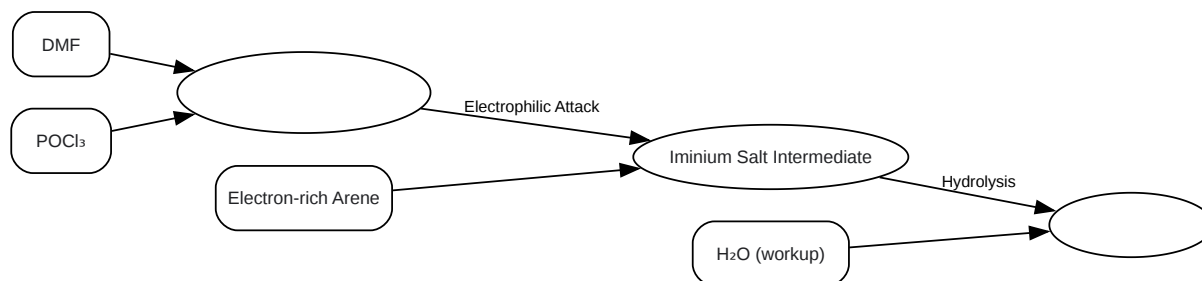 DMF
POCl₃
Electrophilic Attack
Electron-rich Arene
Iminium Salt Intermediate
Hydrolysis
H₂O (workup)